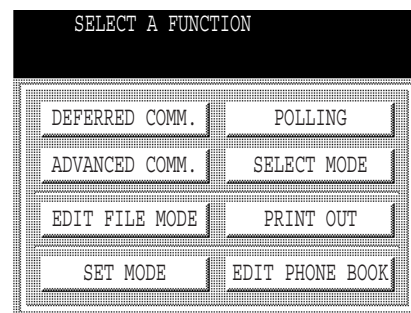 SELECT A FUNCTION
DEFERRED COMM. POLLING
ADVANCED COMM. SELECT MODE
EDIT FILE MODE PRINT OUT
SET MODE EDIT PHONE BOOK